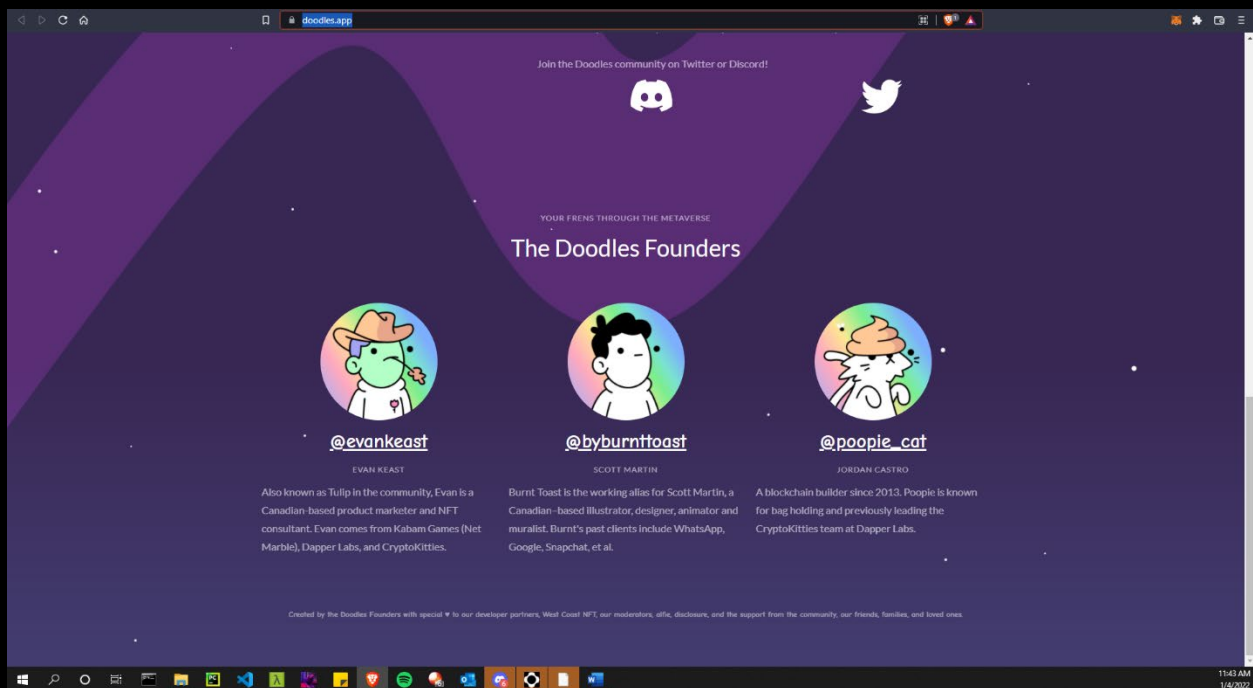 doodles.app
Join the Doodles community on Twitter or Discord!
YOUR FRENS THROUGH THE METAVERSE
The Doodles Founders
@evankeast
EVAN KEAST
Also known as Tulip in the community, Evan is a
Canadian-based product marketer and NFT
consultant. Evan comes from Kabam Games (Net
Marble), Dapper Labs, and CryptoKitties.
@byburnttoast
SCOTT MARTIN
Burnt Toast is the working alias for Scott Martin, a
Canadian–based illustrator, designer, animator and
muralist. Burnt's past clients include WhatsApp,
Google, Snapchat, et al.
@poopie_cat
JORDAN CASTRO
A blockchain builder since 2013. Poopie is known
for bag holding and previously leading the
CryptoKitties team at Dapper Labs.
Created by the Doodles Founders with special ♥ to our developer partners, West Coast NFT, our moderators, alfie, disclosure, and the support from the community, our friends, families, and loved ones.
11:43 AM
1/4/2022